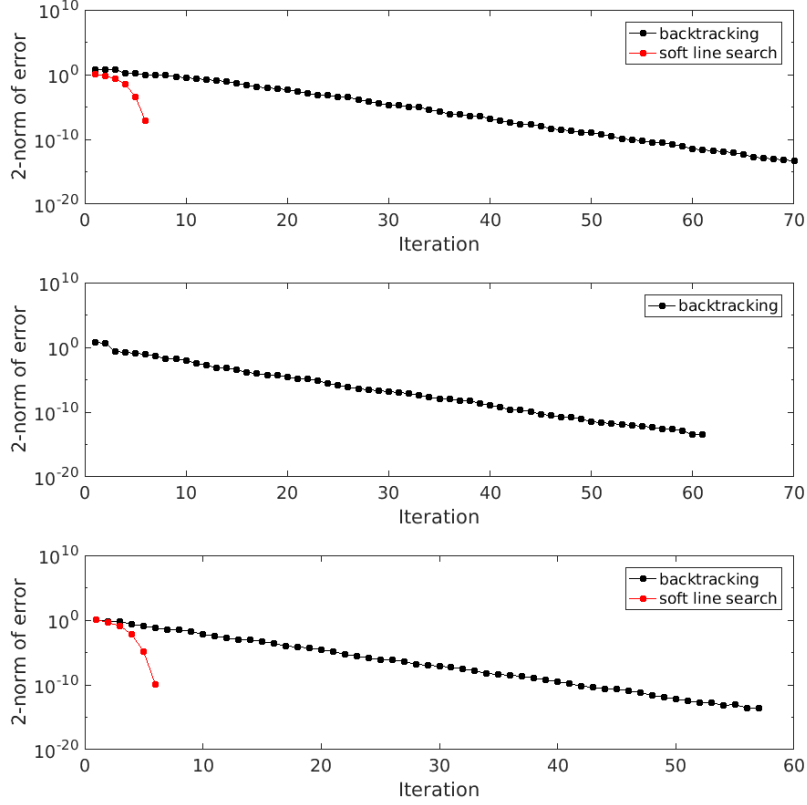 10^10
10^0
10^-10
10^-20
2-norm of error
backtracking
soft line search
0 10 20 30 40 50 60 70
Iteration
10^10
10^0
10^-10
10^-20
2-norm of error
backtracking
0 10 20 30 40 50 60 70
Iteration
10^10
10^0
10^-10
10^-20
2-norm of error
backtracking
soft line search
0 10 20 30 40 50 60
Iteration